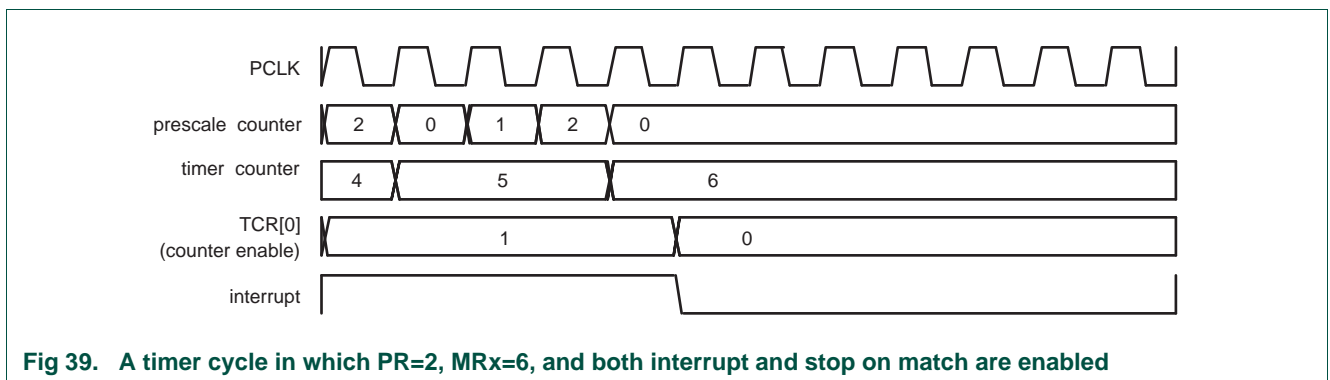 PCLK
prescale counter 2 0 1 2 0
timer counter 4 5 6
TCR[0]
(counter enable) 1 0
interrupt
Fig 39. A timer cycle in which PR=2, MRx=6, and both interrupt and stop on match are enabled